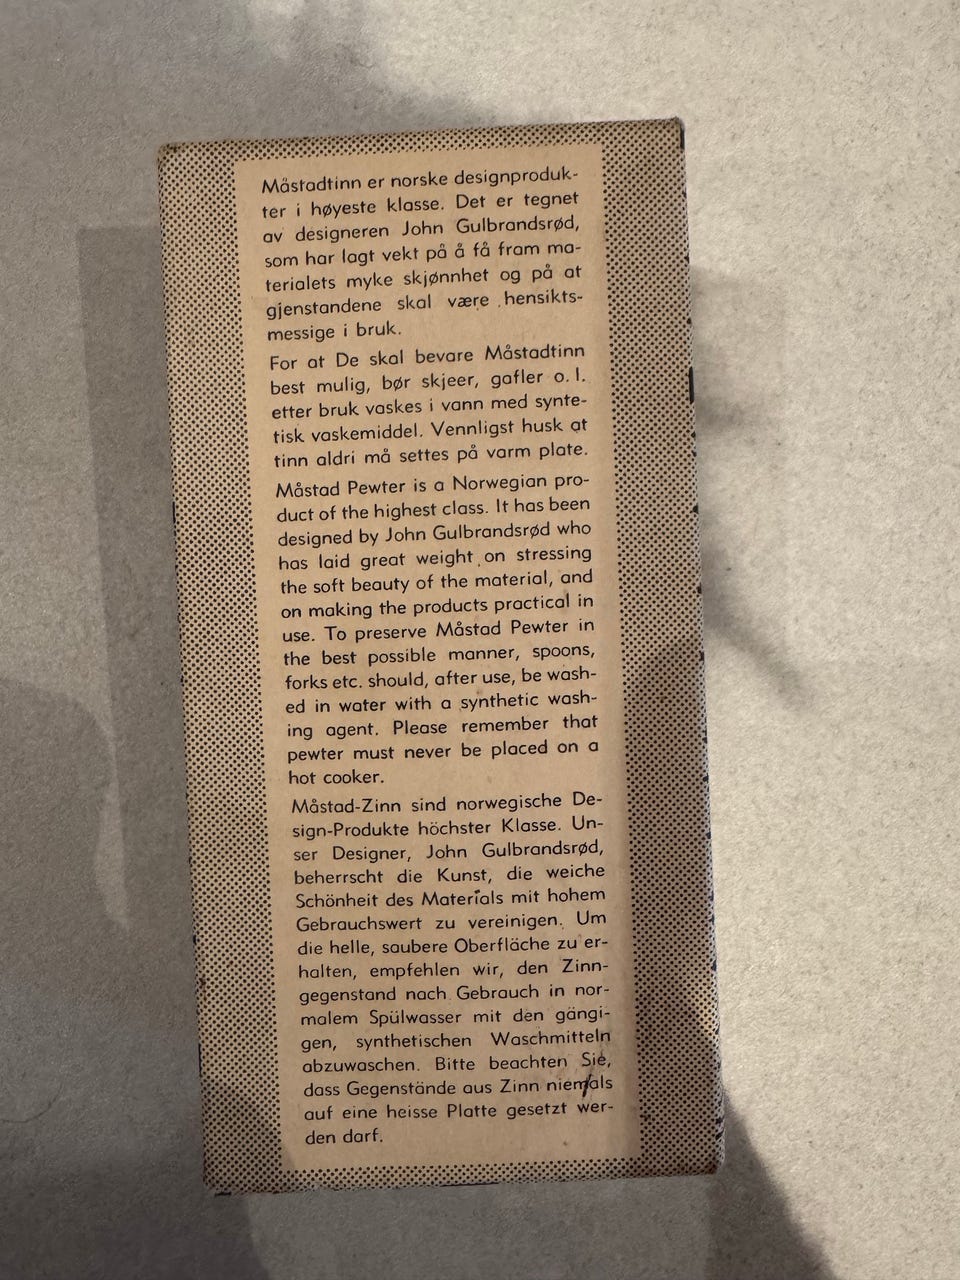 Måstadtinn er norske designproduk-
ter i høyeste klasse. Det er tegnet
av designeren John Gulbrandsrød,
som har lagt vekt på å få fram ma-
terialets myke skjønnhet og på at
gjenstandene skal være hensikts-
messige i bruk.
For at De skal bevare Måstadtinn
best mulig, bør skjeer, gafler o. l.
etter bruk vaskes i vann med synte-
tisk vaskemiddel. Vennligst husk at
tinn aldri må settes på varm plate.
Måstad Pewter is a Norwegian pro-
duct of the highest class. It has been
designed by John Gulbrandsrød who
has laid great weight on stressing
the soft beauty of the material, and
on making the products practical in
use. To preserve Måstad Pewter in
the best possible manner, spoons,
forks etc. should, after use, be wash-
ed in water with a synthetic wash-
ing agent. Please remember that
pewter must never be placed on a
hot cooker.
Måstad-Zinn sind norwegische De-
sign-Produkte höchster Klasse. Un-
ser Designer, John Gulbrandsrød,
beherrscht die Kunst, die weiche
Schönheit des Materials mit hohem
Gebrauchswert zu vereinigen. Um
die helle, saubere Oberfläche zu er-
halten, empfehlen wir, den Zinn-
gegenstand nach Gebrauch in nor-
malem Spülwasser mit den gängi-
gen, synthetischen Waschmitteln
abzuwaschen. Bitte beachten Sie,
dass Gegenstände aus Zinn niemals
auf eine heisse Platte gesetzt wer-
den darf.